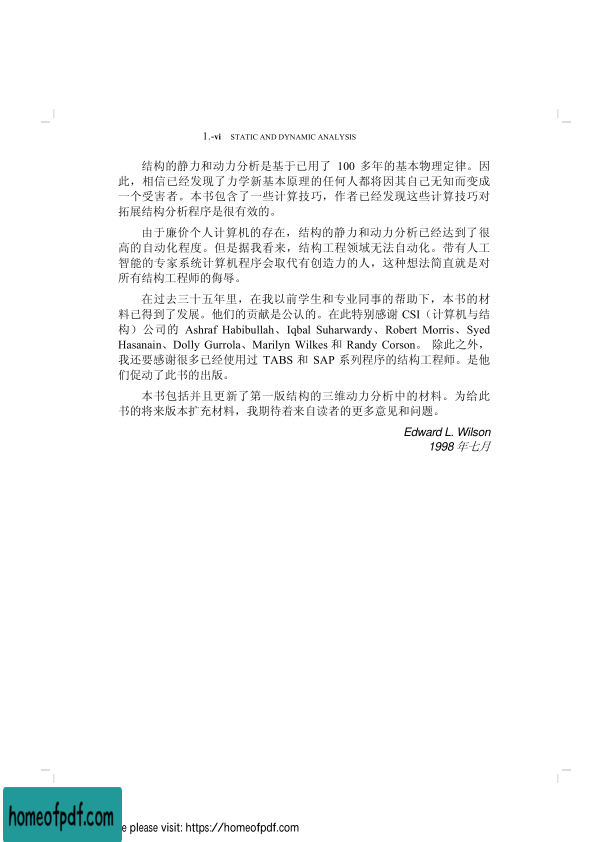 1.-vi STATIC AND DYNAMIC ANALYSIS
结构的静力和动力分析是基于已用了 100 多年的基本物理定律。因
此，相信已经发现了力学新基本原理的任何人都将因其自己无知而变成
一个受害者。本书包含了一些计算技巧，作者已经发现这些计算技巧对
拓展结构分析程序是很有效的。
由于廉价个人计算机的存在，结构的静力和动力分析已经达到了很
高的自动化程度。但是据我看来，结构工程领域无法自动化。带有人工
智能的专家系统计算机程序会取代有创造力的人，这种想法简直就是对
所有结构工程师的侮辱。
在过去三十五年里，在我以前学生和专业同事的帮助下，本书的材
料已得到了发展。他们的贡献是公认的。在此特别感谢 CSI（计算机与结
构）公司的 Ashraf Habibullah、Iqbal Suharwardy、Robert Morris、Syed
Hasanain、Dolly Gurrola、Marilyn Wilkes 和 Randy Corson。 除此之外，
我还要感谢很多已经使用过 TABS 和 SAP 系列程序的结构工程师。是他
们促动了此书的出版。
本书包括并且更新了第一版结构的三维动力分析中的材料。为给此
书的将来版本扩充材料，我期待着来自读者的更多意见和问题。
Edward L. Wilson
1998 年七月
homeofpdf.com
e please visit: https://homeofpdf.com